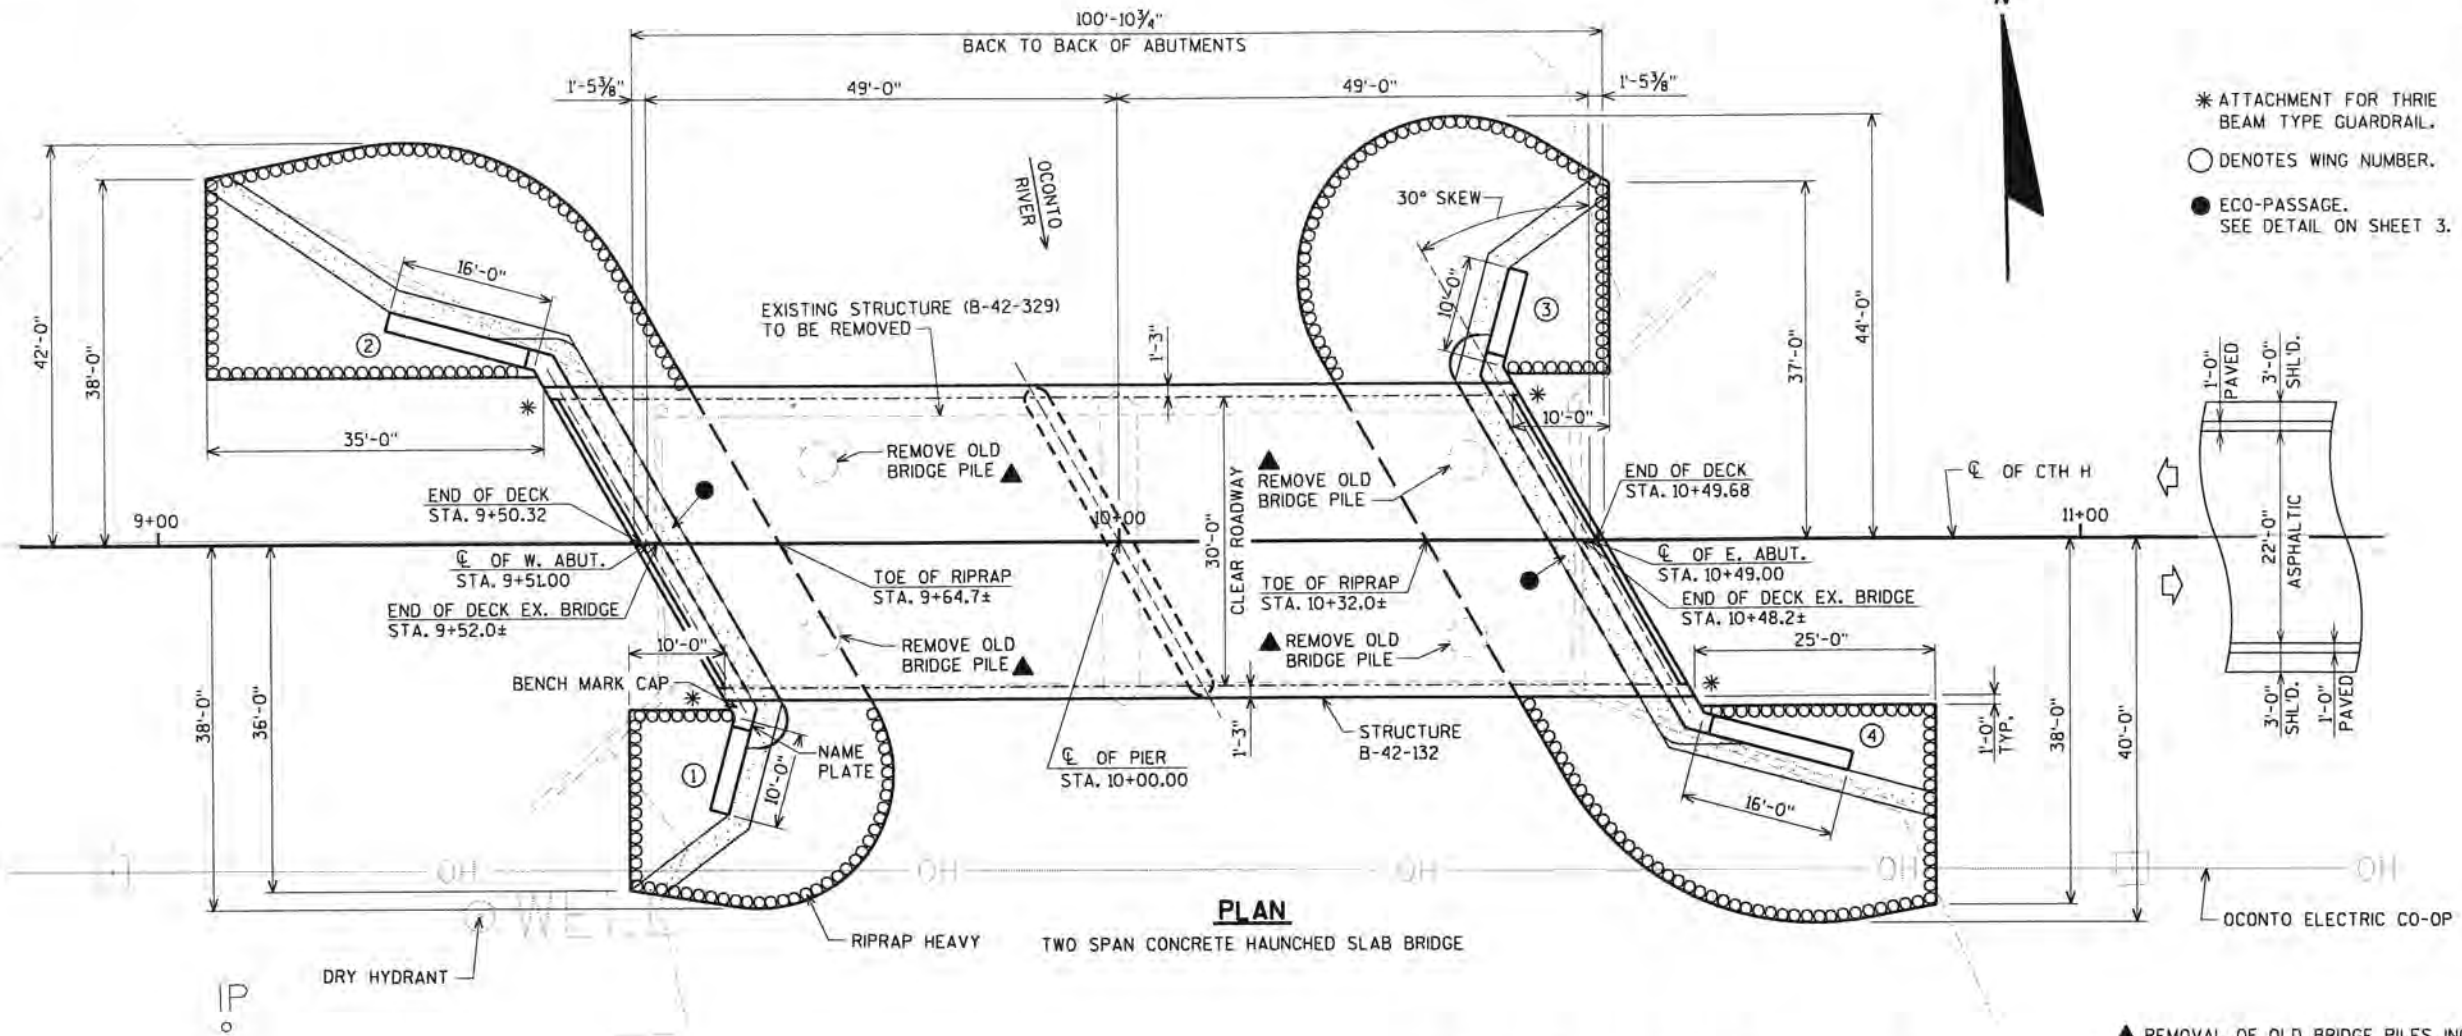 100'-10¾"
BACK TO BACK OF ABUTMENTS
N
1'-5⅜"
49'-0"
49'-0"
1'-5⅜"
* ATTACHMENT FOR THRIE
BEAM TYPE GUARDRAIL.
○ DENOTES WING NUMBER.
● ECO-PASSAGE.
SEE DETAIL ON SHEET 3.
OCONTO
RIVER
30° SKEW
16'-0"
10'-0"
42'-0"
38'-0"
②
③
EXISTING STRUCTURE (B-42-329)
TO BE REMOVED
1'-3"
37'-0"
44'-0"
1'-0"
PAVED
3'-0"
SHL'D.
*
*
35'-0"
10'-0"
REMOVE OLD
BRIDGE PILE ▲
▲
REMOVE OLD
BRIDGE PILE
END OF DECK
STA. 9+50.32
END OF DECK
STA. 10+49.68
℄ OF CTH H
9+00
10+00
11+00
30'-0"
CLEAR ROADWAY
22'-0"
ASPHALTIC
℄ OF W. ABUT.
STA. 9+51.00
TOE OF RIPRAP
STA. 9+64.7±
TOE OF RIPRAP
STA. 10+32.0±
℄ OF E. ABUT.
STA. 10+49.00
END OF DECK EX. BRIDGE
STA. 9+52.0±
END OF DECK EX. BRIDGE
STA. 10+48.2±
10'-0"
REMOVE OLD
BRIDGE PILE ▲
▲ REMOVE OLD
BRIDGE PILE
25'-0"
BENCH MARK CAP
*
*
38'-0"
36'-0"
NAME
PLATE
①
10'-0"
℄ OF PIER
STA. 10+00.00
1'-3"
STRUCTURE
B-42-132
④
16'-0"
1'-0"
TYP.
38'-0"
40'-0"
3'-0"
SHL'D.
1'-0"
PAVED
OH
OH
OH
OH
OH
WELL
RIPRAP HEAVY
PLAN
TWO SPAN CONCRETE HAUNCHED SLAB BRIDGE
OCONTO ELECTRIC CO-OP
DRY HYDRANT
IP